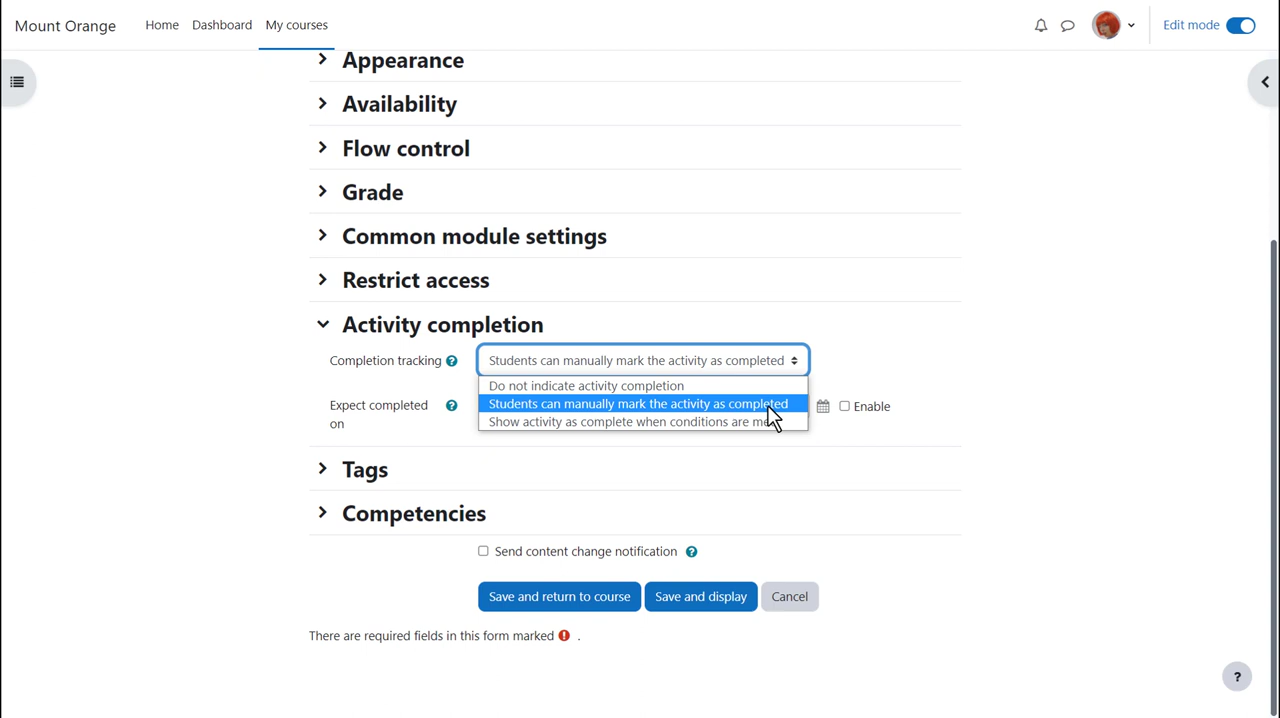 Mount Orange
Home
Dashboard
My courses
Edit mode
Appearance
Availability
Flow control
Grade
Common module settings
Restrict access
Activity completion
Completion tracking ?
Students can manually mark the activity as completed
Do not indicate activity completion
Students can manually mark the activity as completed
Show activity as complete when conditions are
Expect completed ?
on
Enable
Tags
Competencies
Send content change notification ?
Save and return to course
Save and display
Cancel
There are required fields in this form marked ! .
?